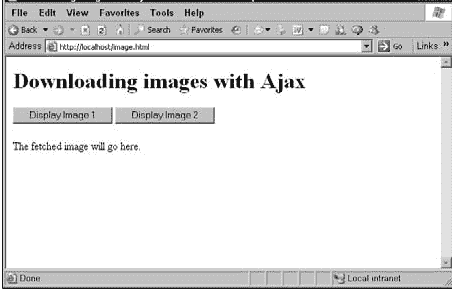 File Edit View Favorites Tools Help
Back Search Favorites
Address http://localhost/image.html Go Links »
Downloading images with Ajax
Display Image 1 Display Image 2
The fetched image will go here.
Done Local intranet